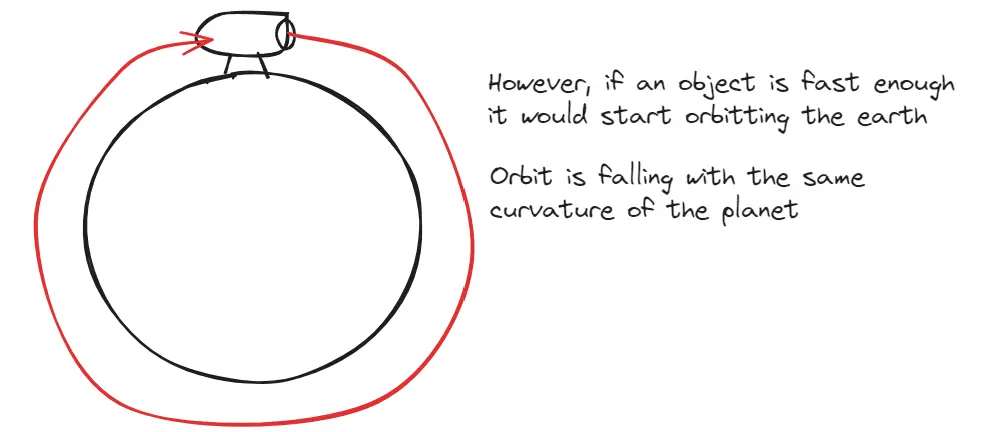 However, if an object is fast enough
it would start orbitting the earth
Orbit is falling with the same
curvature of the planet